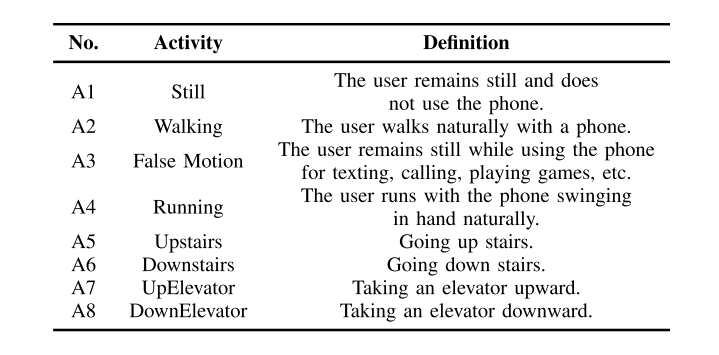 No. Activity Definition
A1 Still The user remains still and does
not use the phone.
A2 Walking The user walks naturally with a phone.
A3 False Motion The user remains still while using the phone
for texting, calling, playing games, etc.
A4 Running The user runs with the phone swinging
in hand naturally.
A5 Upstairs Going up stairs.
A6 Downstairs Going down stairs.
A7 UpElevator Taking an elevator upward.
A8 DownElevator Taking an elevator downward.